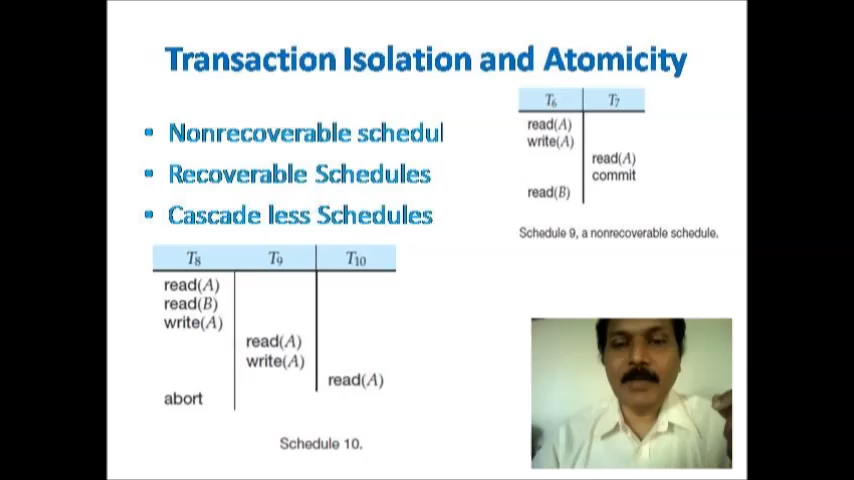 Transaction Isolation and Atomicity
Nonrecoverable schedul
Recoverable Schedules
Cascade less Schedules
T6 T7
read(A)
write(A)
read(A)
commit
read(B)
Schedule 9, a nonrecoverable schedule.
T8 T9 T10
read(A)
read(B)
write(A)
read(A)
write(A)
read(A)
abort
Schedule 10.